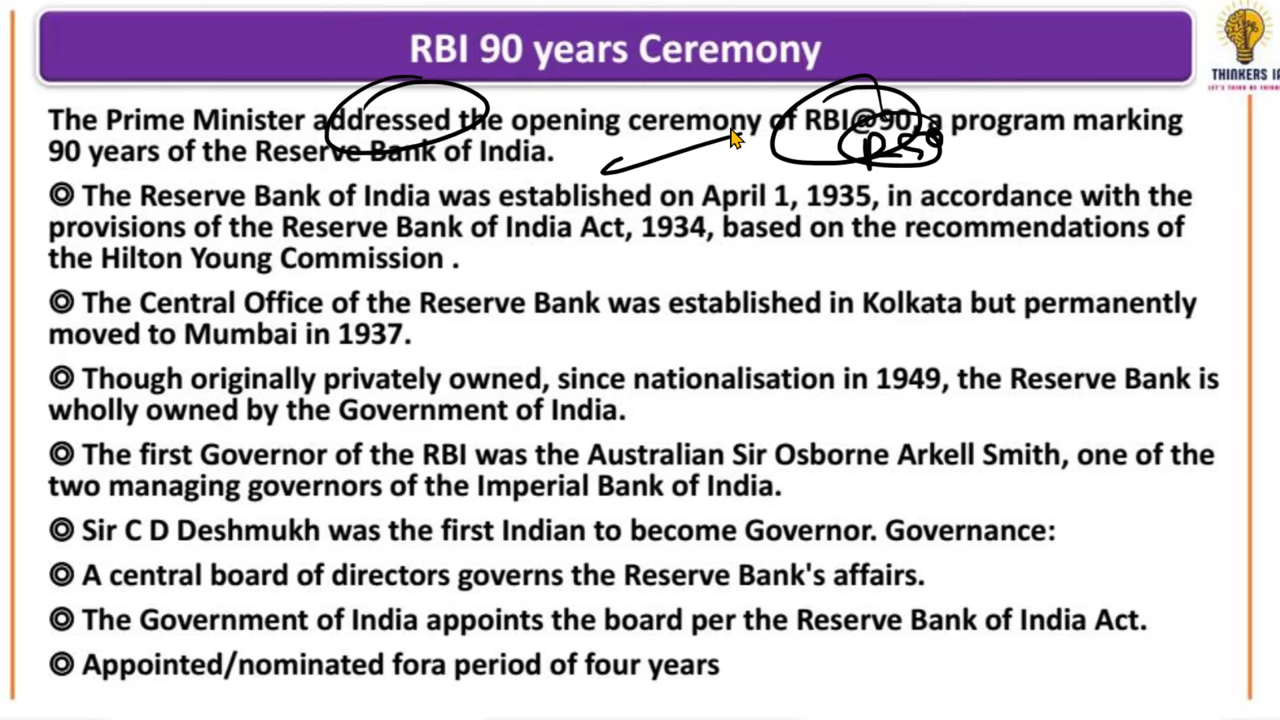 RBI 90 years Ceremony
THINKERS
The Prime Minister addressed the opening ceremony of RBI@90, a program marking
90 years of the Reserve Bank of India.
◎ The Reserve Bank of India was established on April 1, 1935, in accordance with the
provisions of the Reserve Bank of India Act, 1934, based on the recommendations of
the Hilton Young Commission .
◎ The Central Office of the Reserve Bank was established in Kolkata but permanently
moved to Mumbai in 1937.
◎ Though originally privately owned, since nationalisation in 1949, the Reserve Bank is
wholly owned by the Government of India.
◎ The first Governor of the RBI was the Australian Sir Osborne Arkell Smith, one of the
two managing governors of the Imperial Bank of India.
◎ Sir C D Deshmukh was the first Indian to become Governor. Governance:
◎ A central board of directors governs the Reserve Bank's affairs.
◎ The Government of India appoints the board per the Reserve Bank of India Act.
◎ Appointed/nominated fora period of four years